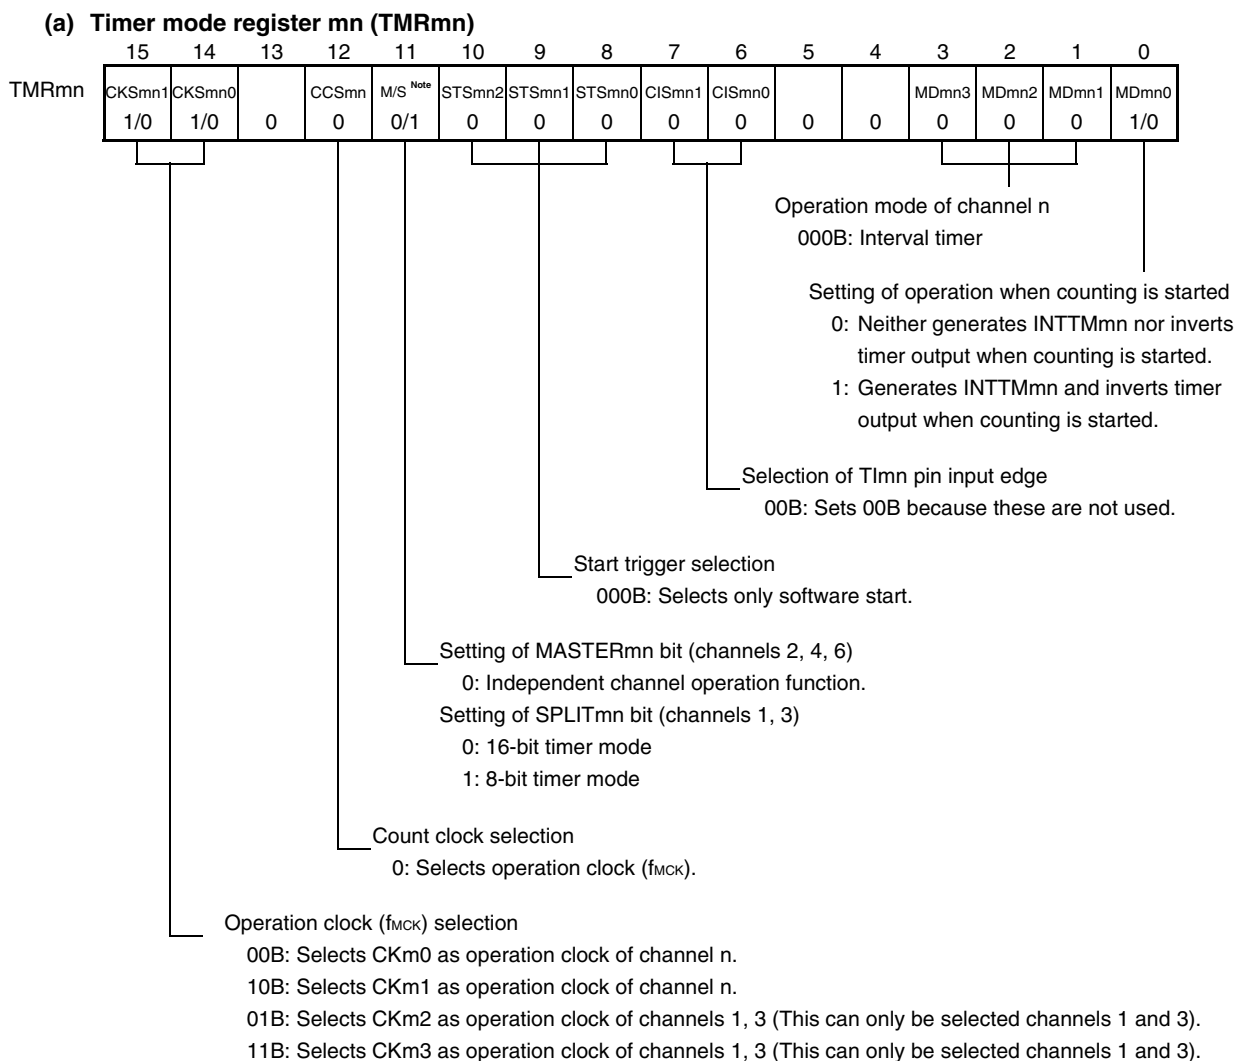 (a) Timer mode register mn (TMRmn)
15 14 13 12 11 10 9 8 7 6 5 4 3 2 1 0
TMRmn CKSmn1 CKSmn0 CCSmn M/S Note STSmn2 STSmn1 STSmn0 CISmn1 CISmn0 MDmn3 MDmn2 MDmn1 MDmn0
1/0 1/0 0 0 0/1 0 0 0 0 0 0 0 0 0 0 1/0
Operation mode of channel n
000B: Interval timer
Setting of operation when counting is started
0: Neither generates INTTMmn nor inverts
timer output when counting is started.
1: Generates INTTMmn and inverts timer
output when counting is started.
Selection of TImn pin input edge
00B: Sets 00B because these are not used.
Start trigger selection
000B: Selects only software start.
Setting of MASTERmn bit (channels 2, 4, 6)
0: Independent channel operation function.
Setting of SPLITmn bit (channels 1, 3)
0: 16-bit timer mode
1: 8-bit timer mode
Count clock selection
0: Selects operation clock (fMCK).
Operation clock (fMCK) selection
00B: Selects CKm0 as operation clock of channel n.
10B: Selects CKm1 as operation clock of channel n.
01B: Selects CKm2 as operation clock of channels 1, 3 (This can only be selected channels 1 and 3).
11B: Selects CKm3 as operation clock of channels 1, 3 (This can only be selected channels 1 and 3).